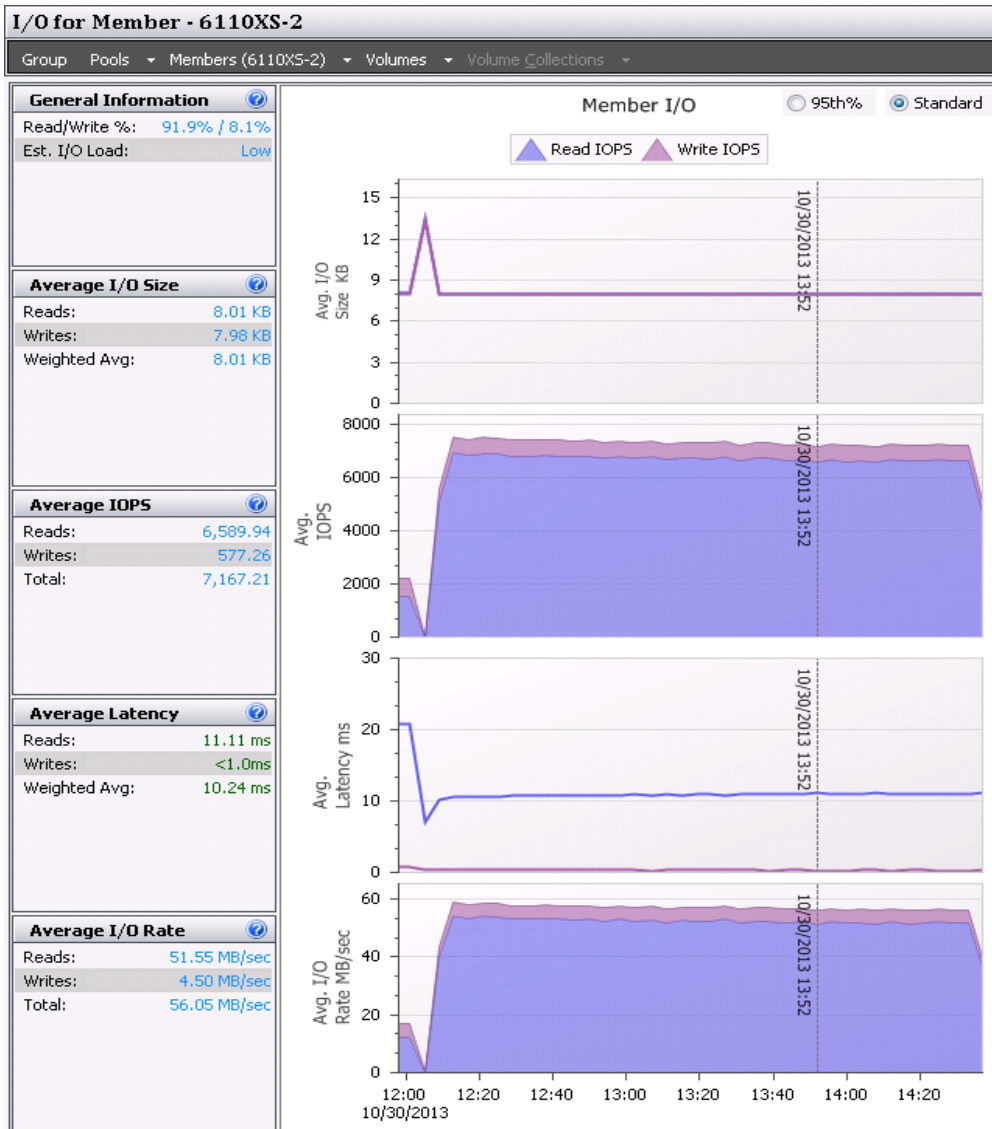 I/O for Member - 6110XS-2
Group Pools Members (6110XS-2) Volumes Volume Collections
General Information
Read/Write %: 91.9% / 8.1%
Est. I/O Load: Low
Average I/O Size
Reads: 8.01 KB
Writes: 7.98 KB
Weighted Avg: 8.01 KB
Average IOPS
Reads: 6,589.94
Writes: 577.26
Total: 7,167.21
Average Latency
Reads: 11.11 ms
Writes: <1.0ms
Weighted Avg: 10.24 ms
Average I/O Rate
Reads: 51.55 MB/sec
Writes: 4.50 MB/sec
Total: 56.05 MB/sec
Member I/O
95th% Standard
Read IOPS Write IOPS
Avg. I/O
Size KB
15
12
9
6
3
0
10/30/2013 13:52
Avg.
IOPS
8000
6000
4000
2000
0
10/30/2013 13:52
Avg.
Latency ms
30
20
10
0
10/30/2013 13:52
Avg. I/O
Rate MB/sec
60
40
20
0
10/30/2013 13:52
12:00 12:20 12:40 13:00 13:20 13:40 14:00 14:20
10/30/2013